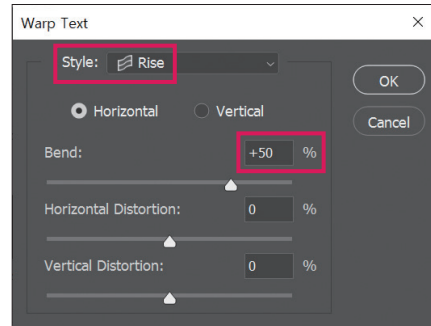 Warp Text
Style: Rise
OK
Horizontal Vertical
Cancel
Bend: +50 %
Horizontal Distortion: 0 %
Vertical Distortion: 0 %